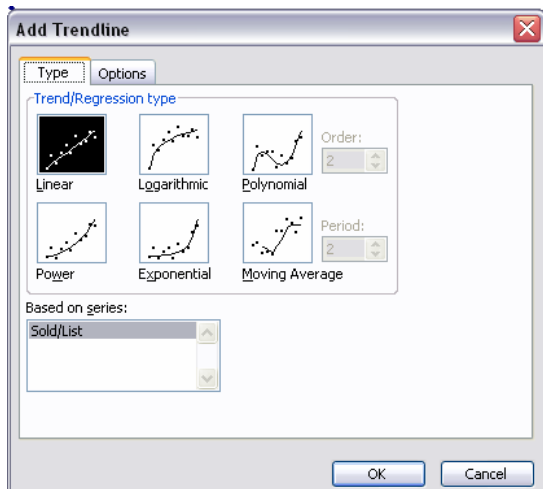 Add Trendline
Type Options
Trend/Regression type
Linear Logarithmic Polynomial
Order:
2
Power Exponential Moving Average
Period:
2
Based on series:
Sold/List
OK Cancel